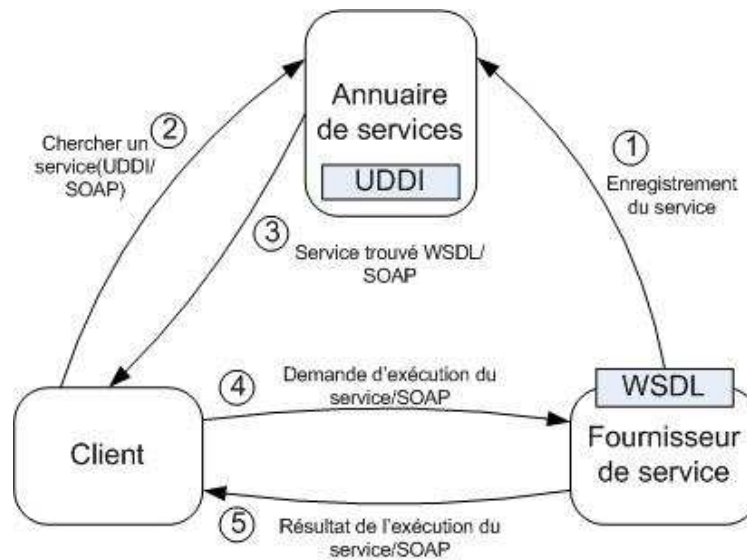 Annuaire
de services
UDDI
①
Enregistrement
du service
②
Chercher un
service(UDDI/
SOAP)
③
Service trouvé WSDL/
SOAP
Client
④
Demande d'exécution du
service/SOAP
WSDL
Fournisseur
de service
⑤
Résultat de l'exécution du
service/SOAP